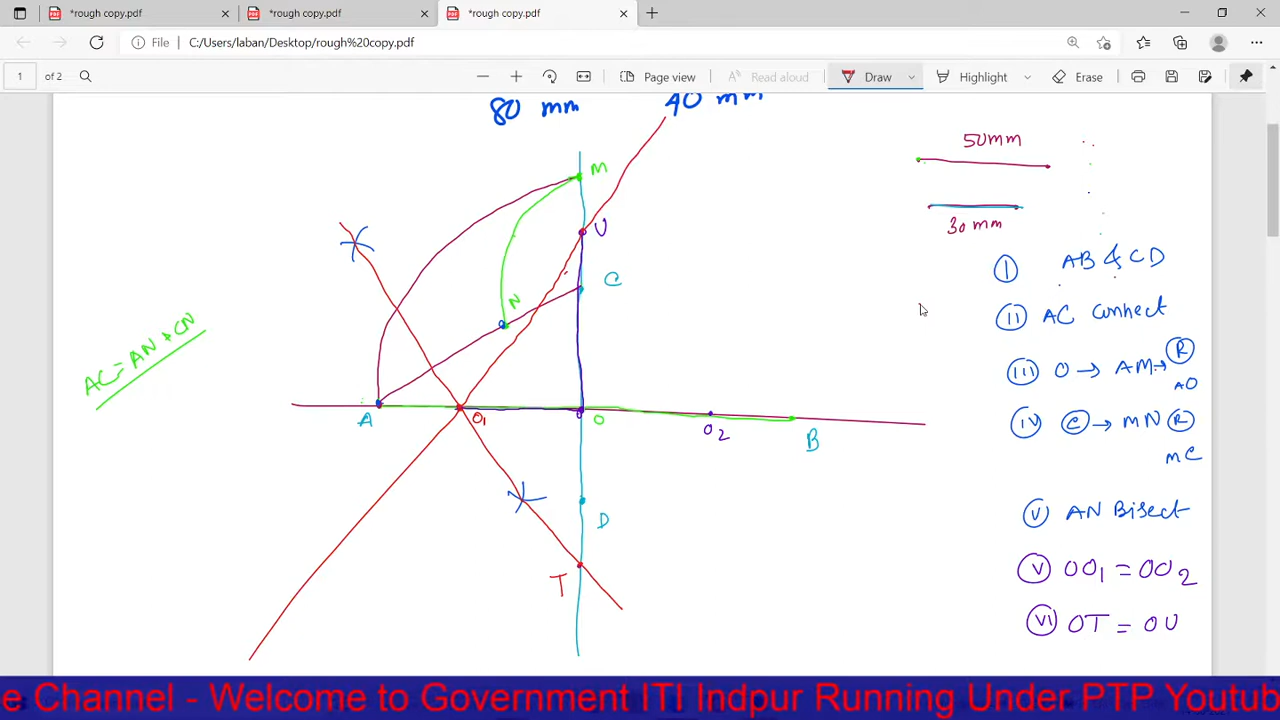 *rough copy.pdf
*rough copy.pdf
*rough copy.pdf
File
C:/Users/laban/Desktop/rough%20copy.pdf
1
of 2
Page view
Read aloud
Draw
Highlight
Erase
80 mm
40 mm
50mm
30 mm
M
U
C
N
A
O1
O
O2
B
D
T
AC = AN + CN
I AB & CD
II AC Connect
III O → AM → R
AO
IV C → MN R
MC
V AN Bisect
V OO1 = OO2
VI OT = OU
e Channel - Welcome to Government ITI Indpur Running Under PTP Youtub